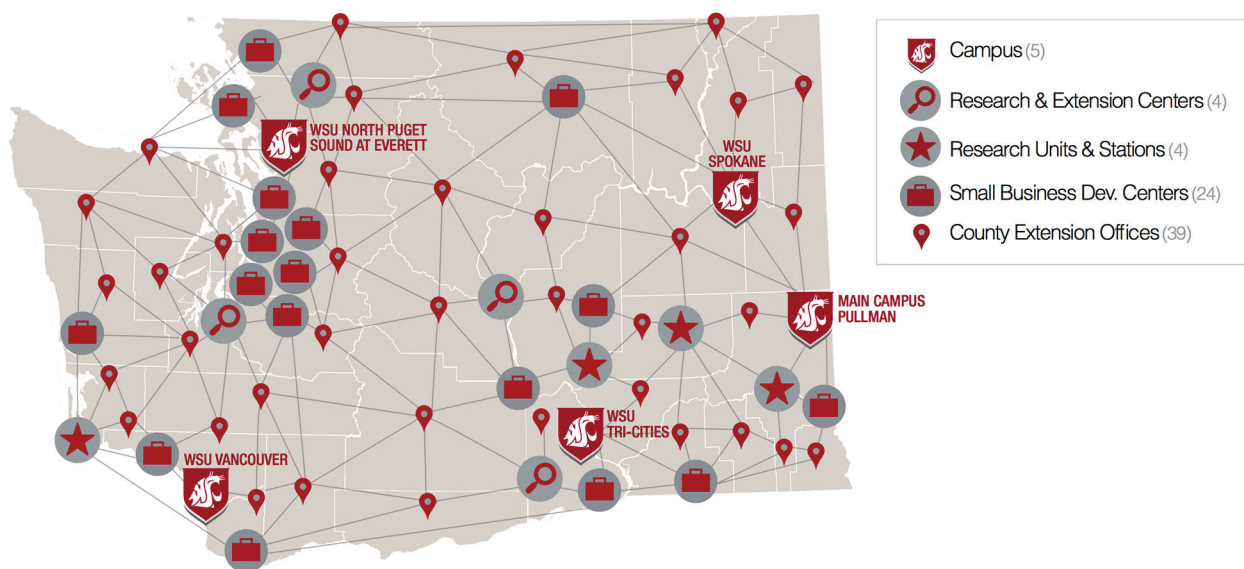 WSU NORTH PUGET
SOUND AT EVERETT
WSU
SPOKANE
MAIN CAMPUS
PULLMAN
WSU
TRI-CITIES
WSU VANCOUVER
Campus (5)
Research & Extension Centers (4)
Research Units & Stations (4)
Small Business Dev. Centers (24)
County Extension Offices (39)